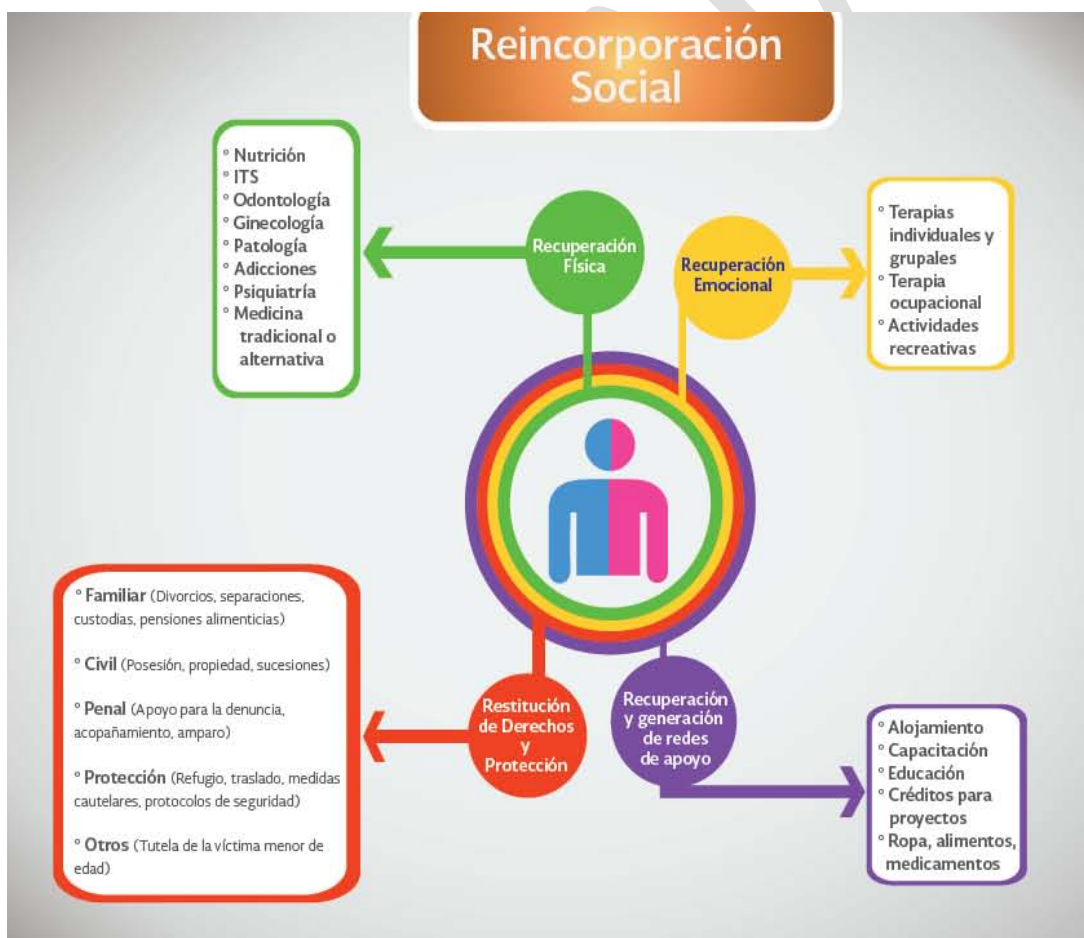 Reincorporación
Social
° Nutrición
° ITS
° Odontología
° Ginecología
° Patología
° Adicciones
° Psiquiatría
° Medicina
tradicional o
alternativa
Recuperación
Física
Recuperación
Emocional
° Terapias
individuales y
grupales
° Terapia
ocupacional
° Actividades
recreativas
° Familiar (Divorcios, separaciones,
custodias, pensiones alimenticias)
° Civil (Posesión, propiedad, sucesiones)
° Penal (Apoyo para la denuncia,
acopañamiento, amparo)
° Protección (Refugio, traslado, medidas
cautelares, protocolos de seguridad)
° Otros (Tutela de la víctima menor de
edad)
Restitución
de Derechos
y
Protección
Recuperación
y generación
de redes
de apoyo
° Alojamiento
° Capacitación
° Educación
° Créditos para
proyectos
° Ropa, alimentos,
medicamentos